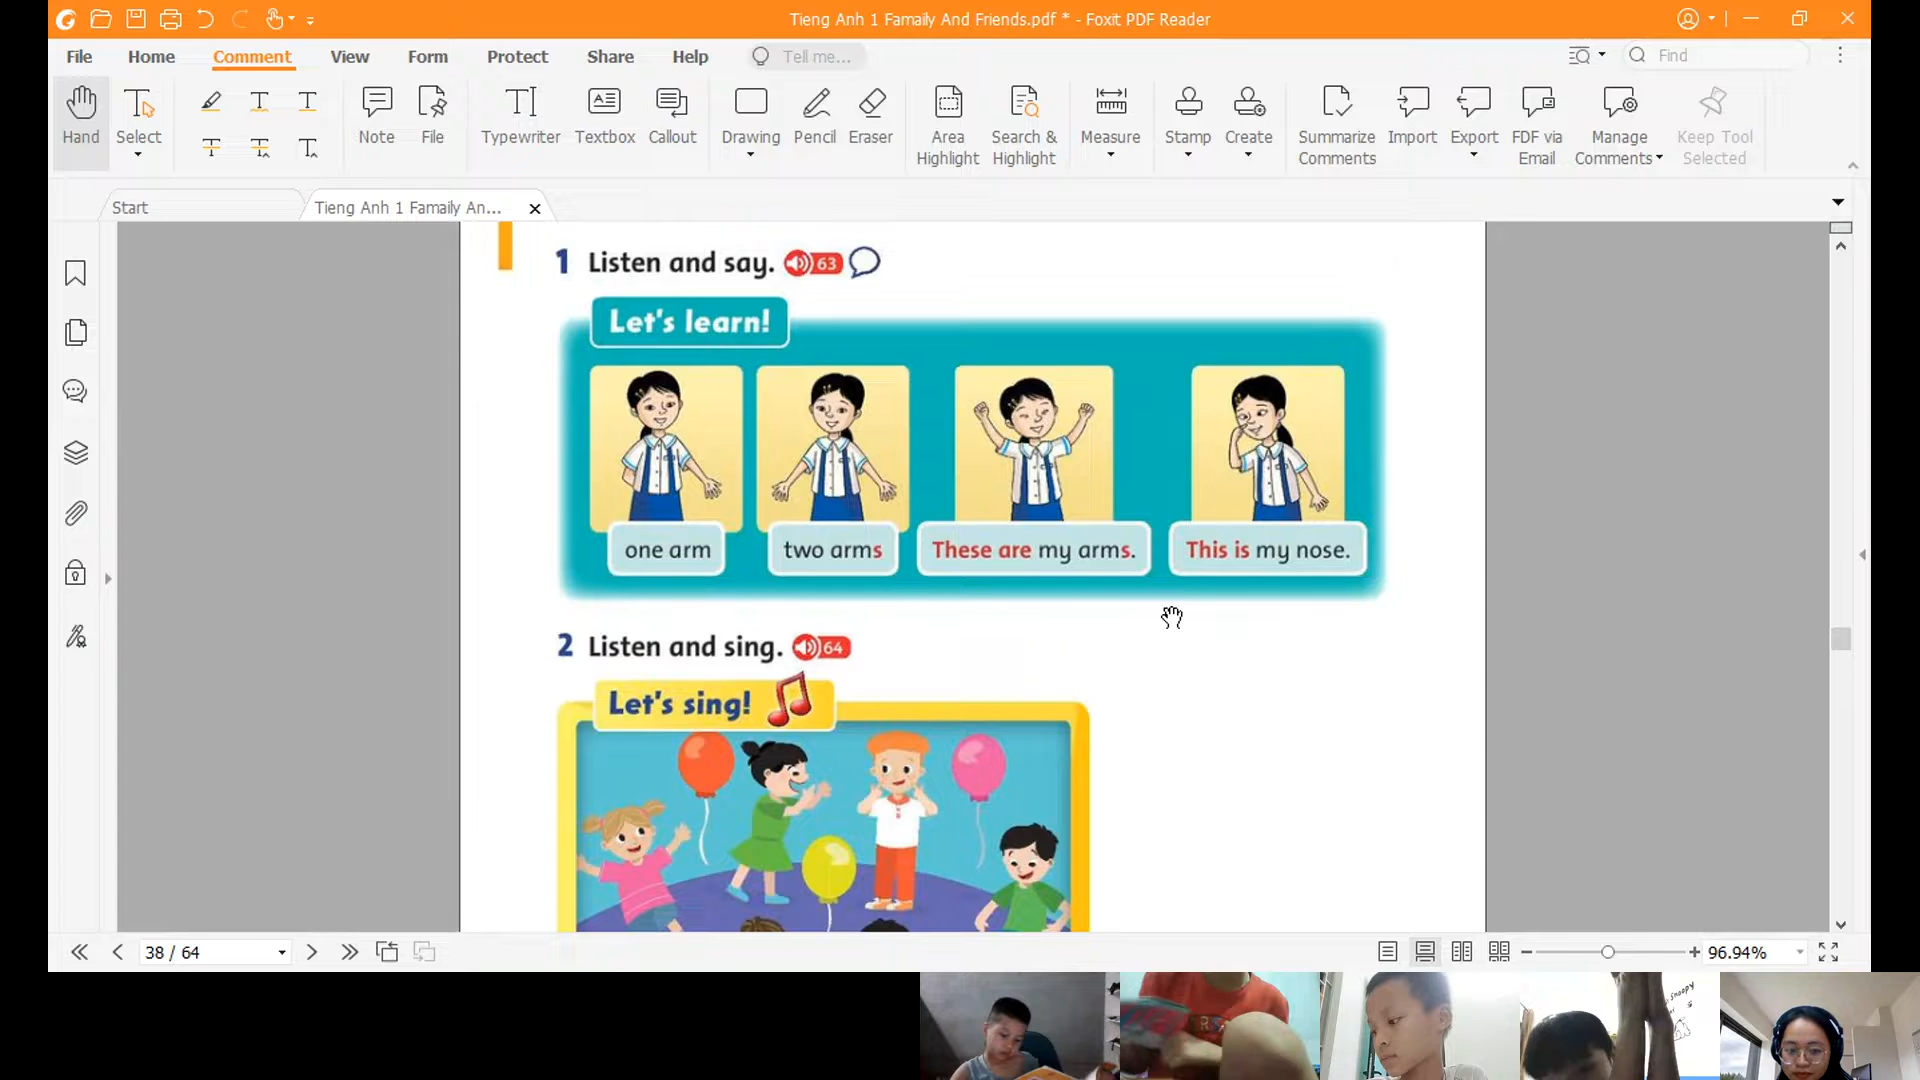 Tieng Anh 1 Famaily And Friends.pdf * - Foxit PDF Reader
File Home Comment View Form Protect Share Help Tell me... Find
Hand Select Note File Typewriter Textbox Callout Drawing Pencil Eraser Area Highlight Search & Highlight Measure Stamp Create Summarize Comments Import Export FDF via Email Manage Comments Keep Tool Selected
Start Tieng Anh 1 Famaily An...
1 Listen and say. 63
Let's learn!
one arm two arms These are my arms. This is my nose.
2 Listen and sing. 64
Let's sing!
38 / 64 96.94%
Snoopy